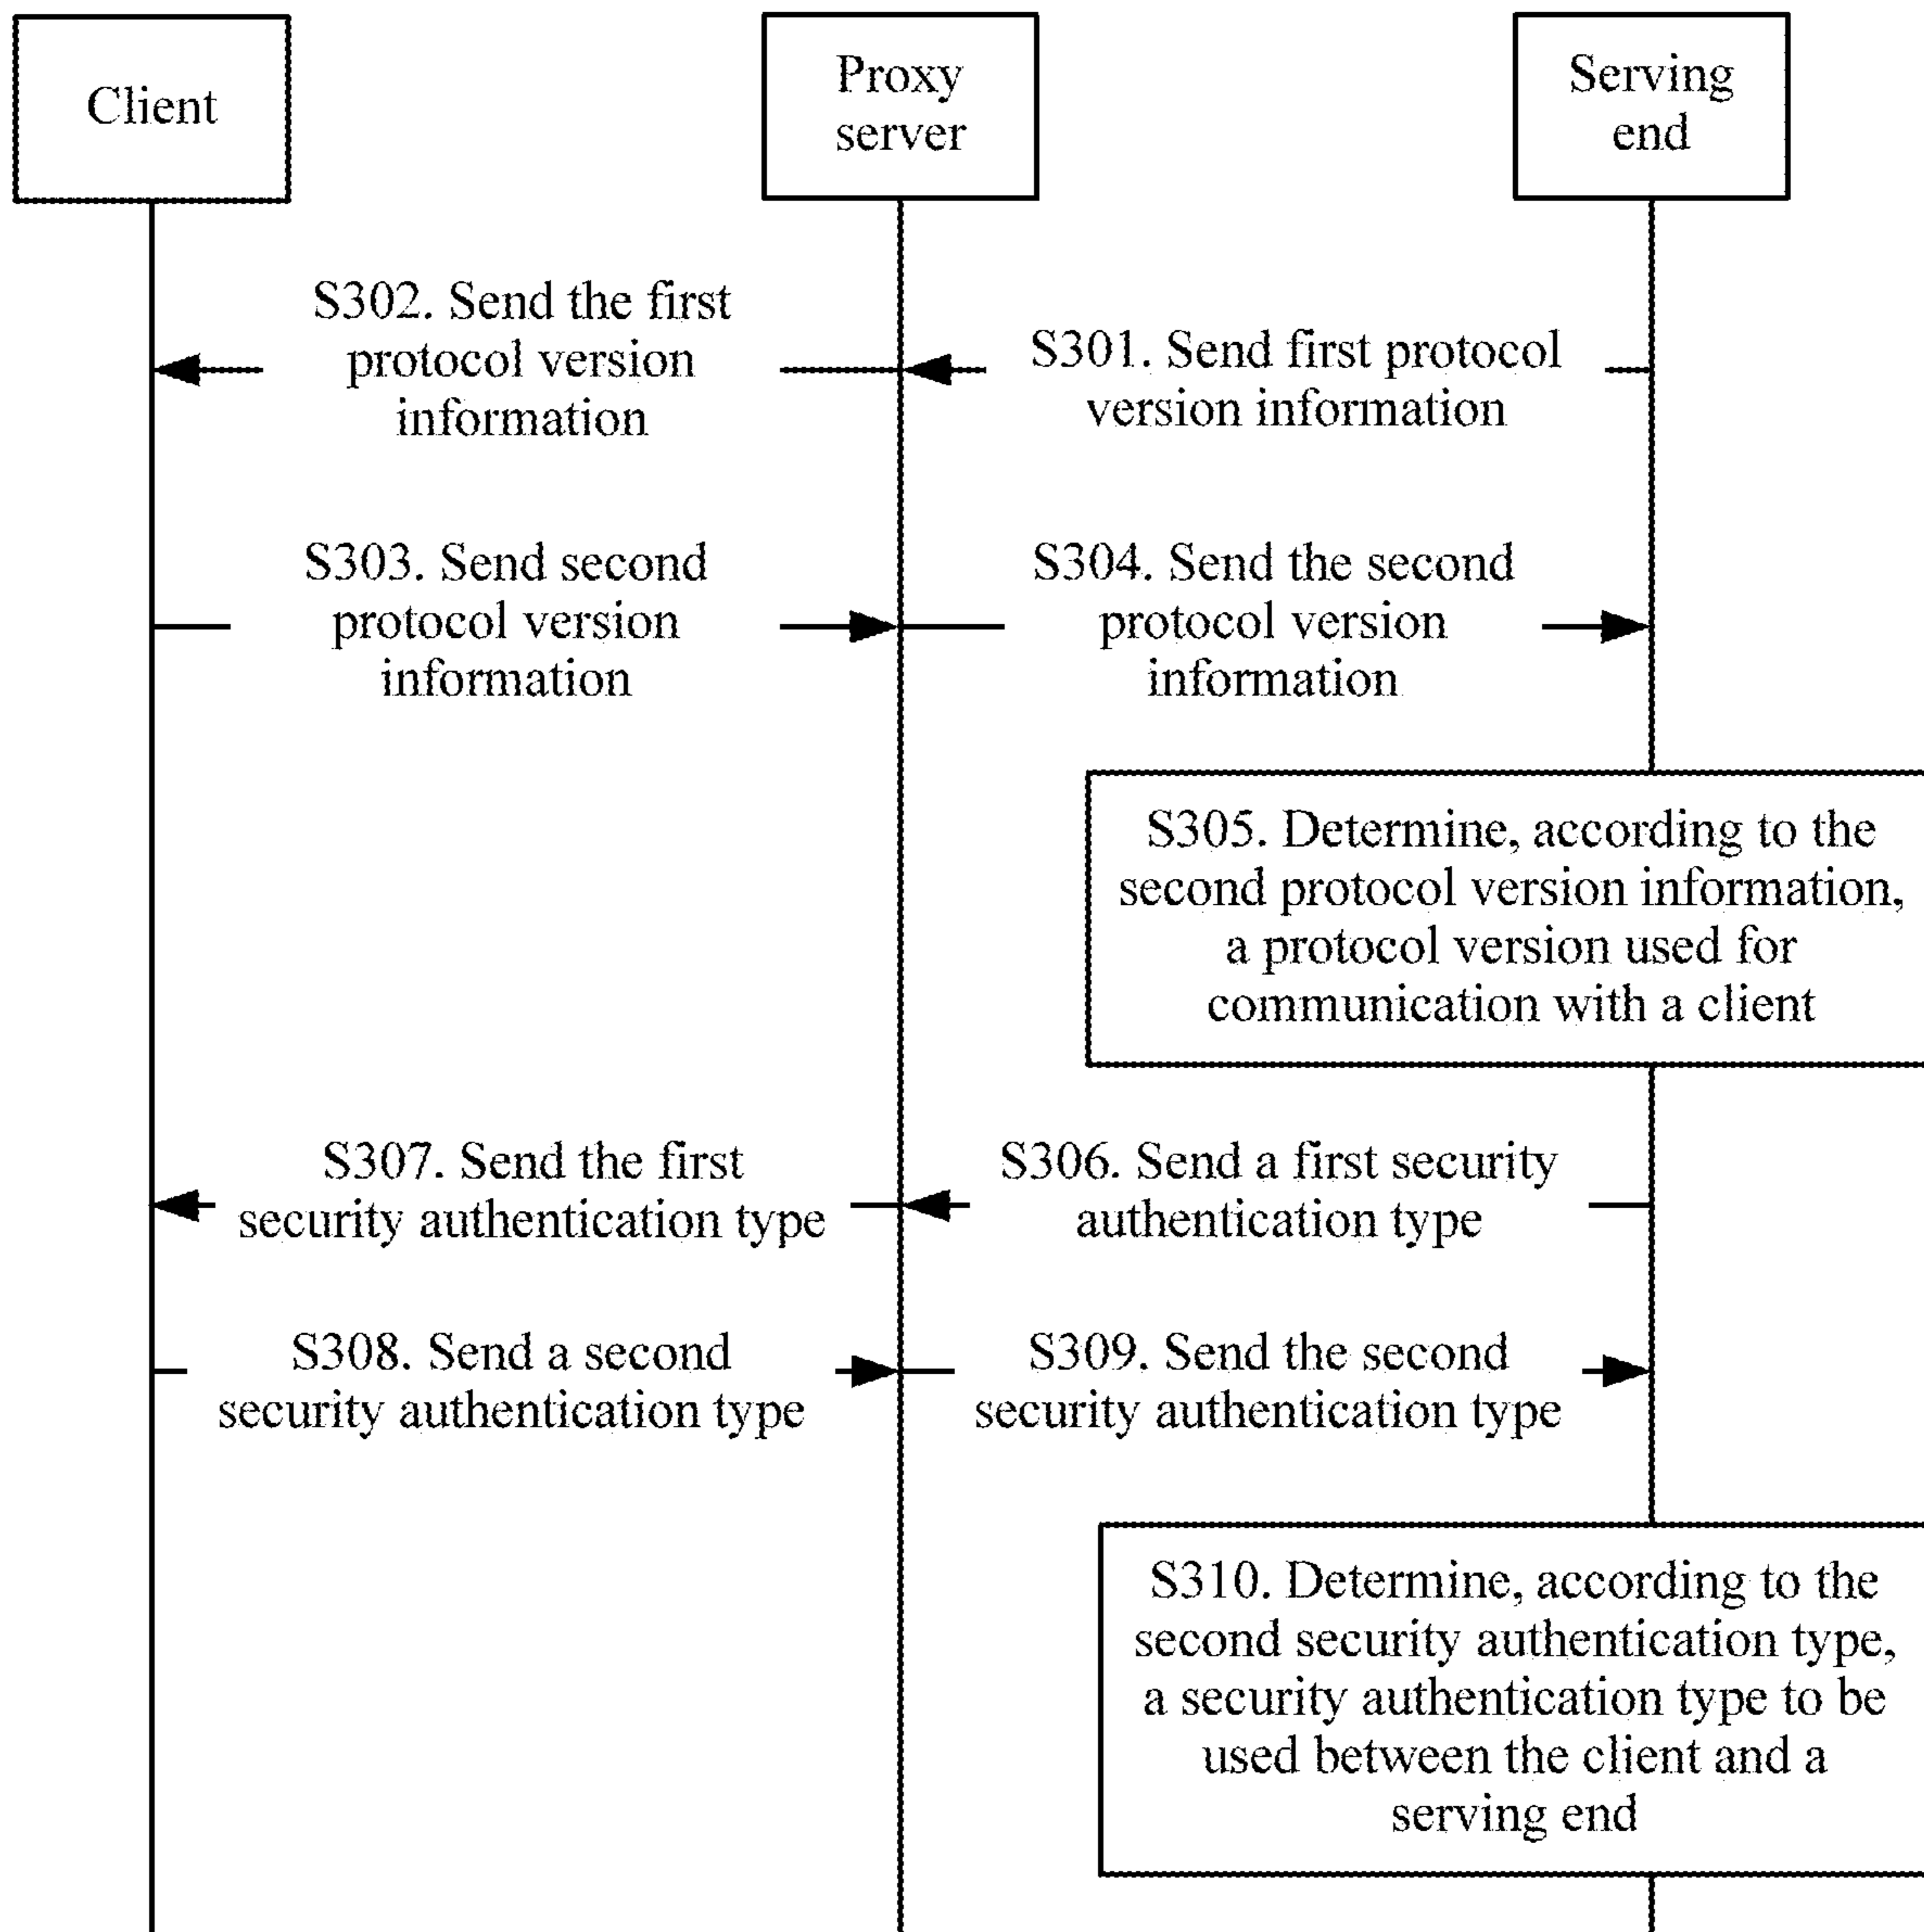 Client
Proxy
server
Serving
end
S302. Send the first
protocol version
information
S301. Send first protocol
version information
S303. Send second
protocol version
information
S304. Send the second
protocol version
information
S305. Determine, according to the
second protocol version information,
a protocol version used for
communication with a client
S307. Send the first
security authentication type
S306. Send a first security
authentication type
S308. Send a second
security authentication type
S309. Send the second
security authentication type
S310. Determine, according to the
second security authentication type,
a security authentication type to be
used between the client and a
serving end